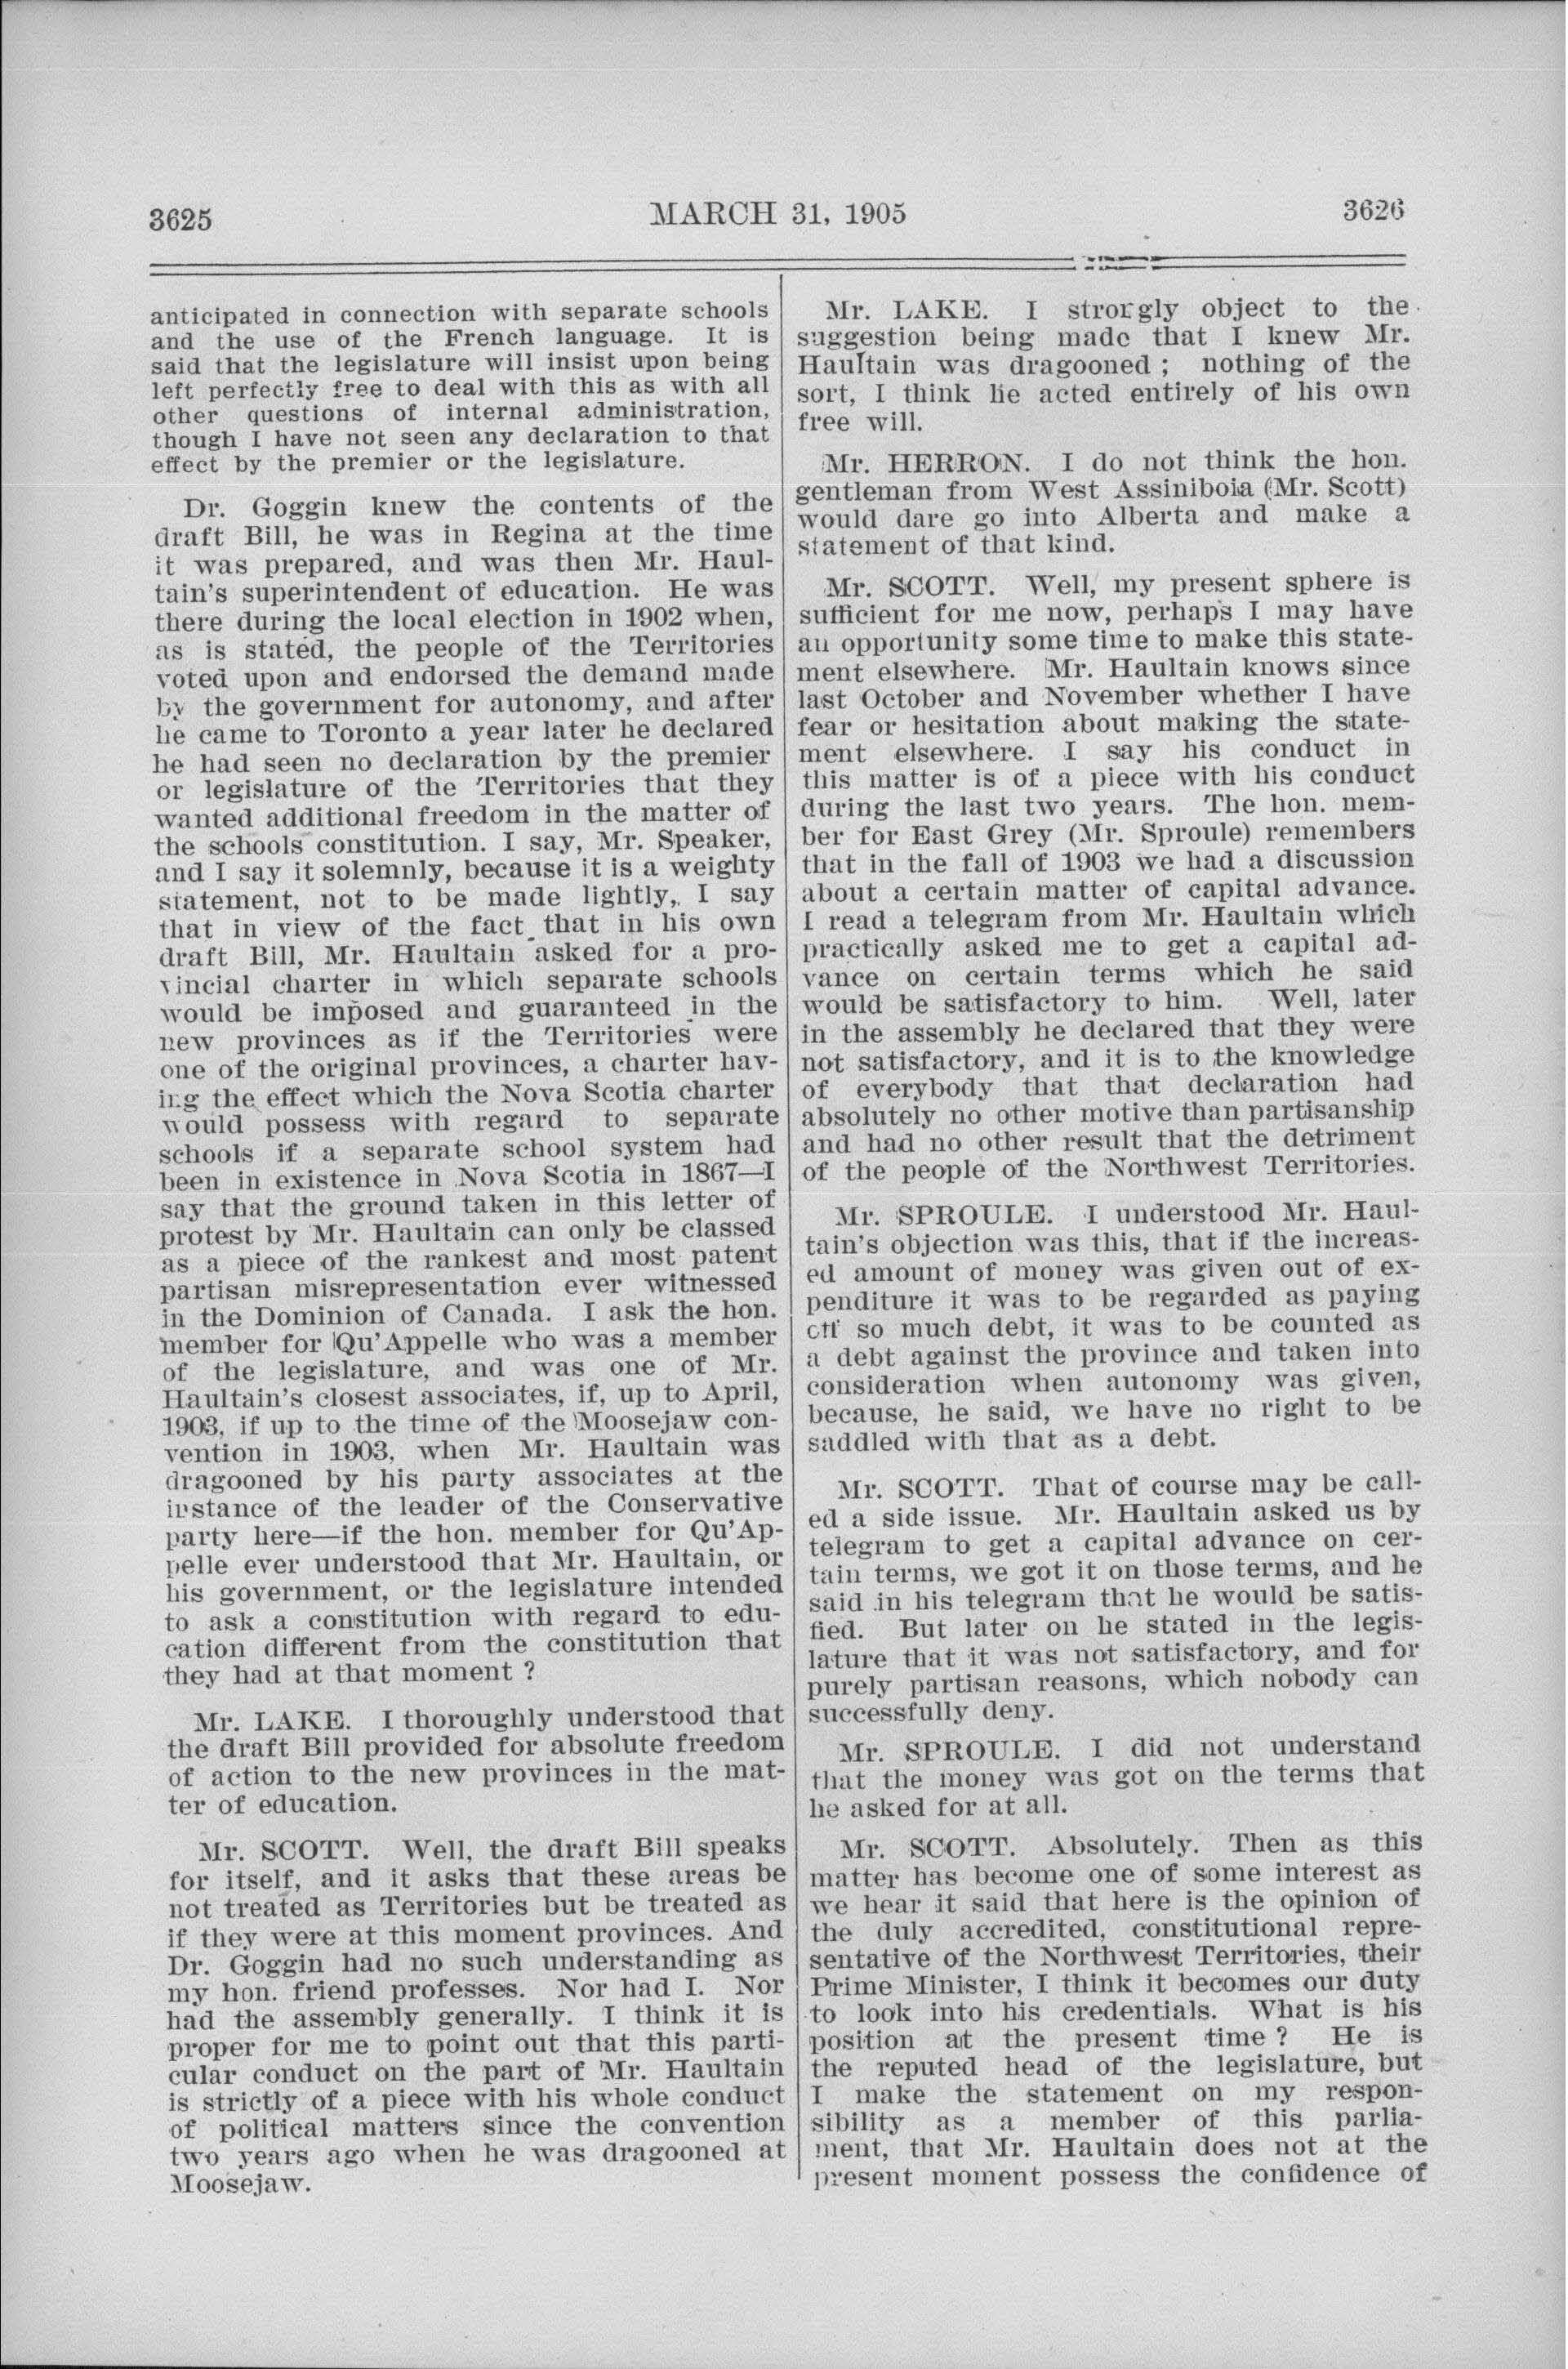 3625
MARCH 31, 1905
3626
anticipated in connection with separate schools
and the use of the French language. It is
said that the legislature will insist upon being
left perfectly free to deal with this as with all
other questions of internal administration,
though I have not seen any declaration to that
effect by the premier or the legislature.
Dr. Goggin knew the contents of the
draft Bill, he was in Regina at the time
it was prepared, and was then Mr. Haul-
tain's superintendent of education. He was
there during the local election in 1902 when,
as is stated, the people of the Territories
voted upon and endorsed the demand made
by the government for autonomy, and after
he came to Toronto a year later he declared
he had seen no declaration by the premier
or legislature of the Territories that they
wanted additional freedom in the matter of
the schools constitution. I say, Mr. Speaker,
and I say it solemnly, because it is a weighty
statement, not to be made lightly, I say
that in view of the fact that in his own
draft Bill, Mr. Haultain asked for a pro-
vincial charter in which separate schools
would be imposed and guaranteed in the
new provinces as if the Territories were
one of the original provinces, a charter hav-
ing the effect which the Nova Scotia charter
would possess with regard to separate
schools if a separate school system had
been in existence in Nova Scotia in 1867—I
say that the ground taken in this letter of
protest by Mr. Haultain can only be classed
as a piece of the rankest and most patent
partisan misrepresentation ever witnessed
in the Dominion of Canada. I ask the hon.
member for Qu'Appelle who was a member
of the legislature, and was one of Mr.
Haultain's closest associates, if, up to April,
1903, if up to the time of the Moosejaw con-
vention in 1903, when Mr. Haultain was
dragooned by his party associates at the
instance of the leader of the Conservative
party here—if the hon. member for Qu'Ap-
pelle ever understood that Mr. Haultain, or
his government, or the legislature intended
to ask a constitution with regard to edu-
cation different from the constitution that
they had at that moment ?
Mr. LAKE. I thoroughly understood that
the draft Bill provided for absolute freedom
of action to the new provinces in the mat-
ter of education.
Mr. SCOTT. Well, the draft Bill speaks
for itself, and it asks that these areas be
not treated as Territories but be treated as
if they were at this moment provinces. And
Dr. Goggin had no such understanding as
my hon. friend professes. Nor had I. Nor
had the assembly generally. I think it is
proper for me to point out that this parti-
cular conduct on the part of Mr. Haultain
is strictly of a piece with his whole conduct
of political matters since the convention
two years ago when he was dragooned at
Moosejaw.
Mr. LAKE. I strongly object to the
suggestion being made that I knew Mr.
Haultain was dragooned ; nothing of the
sort, I think he acted entirely of his own
free will.
Mr. HERRON. I do not think the hon.
gentleman from West Assiniboia (Mr. Scott)
would dare go into Alberta and make a
statement of that kind.
Mr. SCOTT. Well, my present sphere is
sufficient for me now, perhaps I may have
an opportunity some time to make this state-
ment elsewhere. Mr. Haultain knows since
last October and November whether I have
fear or hesitation about making the state-
ment elsewhere. I say his conduct in
this matter is of a piece with his conduct
during the last two years. The hon. mem-
ber for East Grey (Mr. Sproule) remembers
that in the fall of 1903 we had a discussion
about a certain matter of capital advance.
I read a telegram from Mr. Haultain which
practically asked me to get a capital ad-
vance on certain terms which he said
would be satisfactory to him. Well, later
in the assembly he declared that they were
not satisfactory, and it is to the knowledge
of everybody that that declaration had
absolutely no other motive than partisanship
and had no other result that the detriment
of the people of the Northwest Territories.
Mr. SPROULE. I understood Mr. Haul-
tain's objection was this, that if the increas-
ed amount of money was given out of ex-
penditure it was to be regarded as paying
off so much debt, it was to be counted as
a debt against the province and taken into
consideration when autonomy was given,
because, he said, we have no right to be
saddled with that as a debt.
Mr. SCOTT. That of course may be call-
ed a side issue. Mr. Haultain asked us by
telegram to get a capital advance on cer-
tain terms, we got it on those terms, and he
said in his telegram that he would be satis-
fied. But later on he stated in the legis-
lature that it was not satisfactory, and for
purely partisan reasons, which nobody can
successfully deny.
Mr. SPROULE. I did not understand
that the money was got on the terms that
he asked for at all.
Mr. SCOTT. Absolutely. Then as this
matter has become one of some interest as
we hear it said that here is the opinion of
the duly accredited, constitutional repre-
sentative of the Northwest Territories, their
Prime Minister, I think it becomes our duty
to look into his credentials. What is his
position at the present time ? He is
the reputed head of the legislature, but
I make the statement on my respon-
sibility as a member of this parlia-
ment, that Mr. Haultain does not at the
present moment possess the confidence of